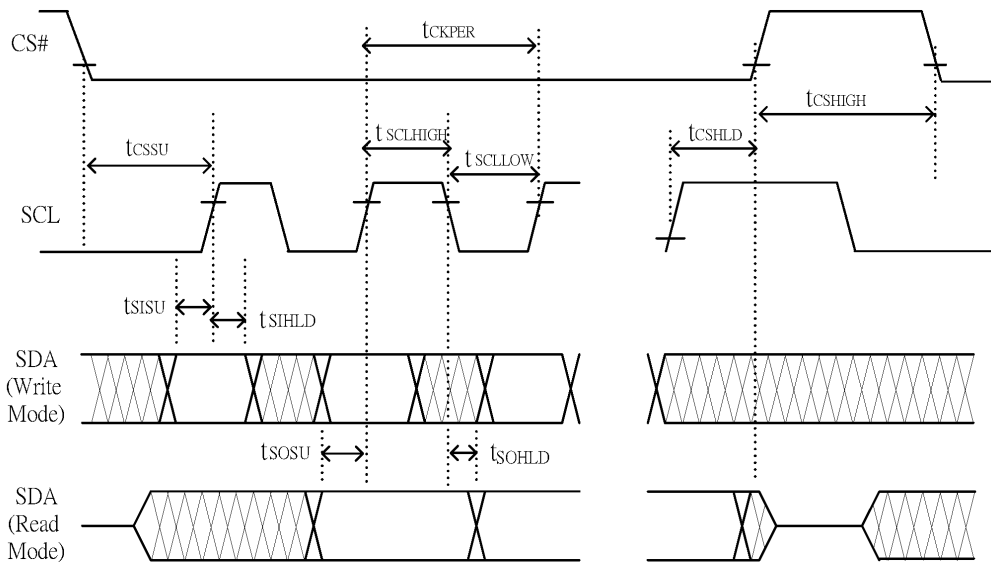 tCKPER
CS#
tCSHIGH
tSCLHIGH
tCSHLD
tCSSU
tSCLLOW
SCL
tSISU
tSIHLD
SDA
(Write
Mode)
tSOSU
tSOHLD
SDA
(Read
Mode)